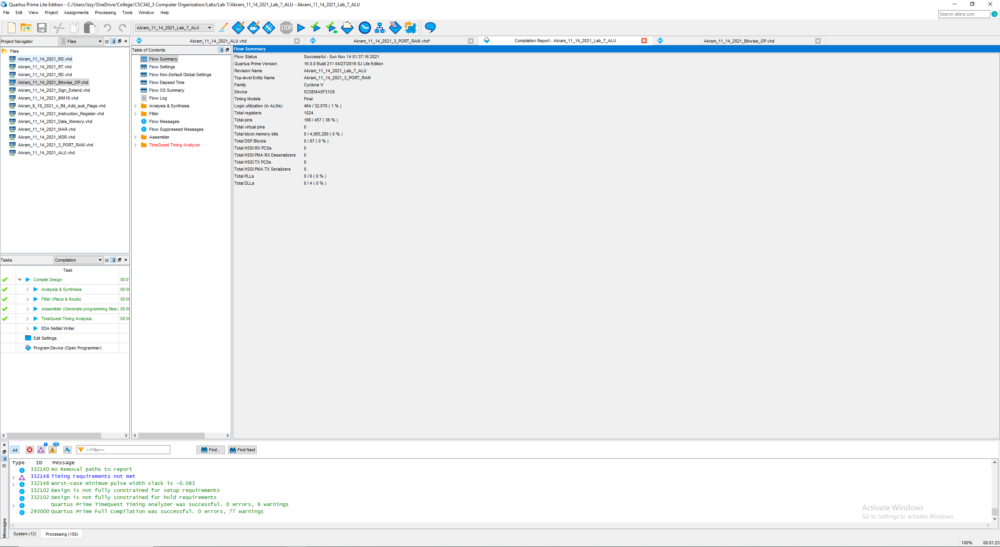 Quartus Prime Lite Edition - C:/Users/Izzy/OneDrive/College/CSC342_3 Computer Organization/Labs/Lab 7/Akram_11_14_2021_Lab_7_ALU - Akram_11_14_2021_Lab_7_ALU
File Edit View Project Assignments Processing Tools Window Help
Search altera.com
Akram_11_14_2021_Lab_7_ALU
STOP
Project Navigator Files
Akram_11_14_2021_ALU.vhd
Akram_11_14_2021_3_PORT_RAM.vhd*
Compilation Report - Akram_11_14_2021_Lab_7_ALU
Akram_11_14_2021_Bitwise_OP.vhd
Files
Akram_11_14_2021_RS.vhd
Akram_11_14_2021_RT.vhd
Akram_11_14_2021_RD.vhd
Akram_11_14_2021_Bitwise_OP.vhd
Akram_11_14_2021_Sign_Extend.vhd
Akram_11_14_2021_IMM16.vhd
Akram_9_19_2021_n_Bit_Add_sub_Flags.vhd
Akram_11_14_2021_Instruction_Register.vhd
Akram_11_14_2021_Data_Memory.vhd
Akram_11_14_2021_MAR.vhd
Akram_11_14_2021_MDR.vhd
Akram_11_14_2021_3_PORT_RAM.vhd
Akram_11_14_2021_ALU.vhd
Table of Contents
Flow Summary
Flow Settings
Flow Non-Default Global Settings
Flow Elapsed Time
Flow OS Summary
Flow Log
Analysis & Synthesis
Fitter
Flow Messages
Flow Suppressed Messages
Assembler
TimeQuest Timing Analyzer
Flow Summary
Flow Status Successful - Sun Nov 14 01:37:16 2021
Quartus Prime Version 16.0.0 Build 211 04/27/2016 SJ Lite Edition
Revision Name Akram_11_14_2021_Lab_7_ALU
Top-level Entity Name Akram_11_14_2021_3_PORT_RAM
Family Cyclone V
Device 5CSEMA5F31C6
Timing Models Final
Logic utilization (in ALMs) 464 / 32,070 ( 1 % )
Total registers 1024
Total pins 166 / 457 ( 36 % )
Total virtual pins 0
Total block memory bits 0 / 4,065,280 ( 0 % )
Total DSP Blocks 0 / 87 ( 0 % )
Total HSSI RX PCSs 0
Total HSSI PMA RX Deserializers 0
Total HSSI TX PCSs 0
Total HSSI PMA TX Serializers 0
Total PLLs 0 / 6 ( 0 % )
Total DLLs 0 / 4 ( 0 % )
Tasks Compilation
Task
Compile Design 00:0
Analysis & Synthesis 00:0
Fitter (Place & Route) 00:0
Assembler (Generate programming files) 00:0
TimeQuest Timing Analysis 00:0
EDA Netlist Writer
Edit Settings
Program Device (Open Programmer)
All 7 38 <<Filter>> Find... Find Next
Type ID Message
332140 No Removal paths to report
332148 Timing requirements not met
332146 Worst-case minimum pulse width slack is -0.083
332102 Design is not fully constrained for setup requirements
332102 Design is not fully constrained for hold requirements
Quartus Prime TimeQuest Timing Analyzer was successful. 0 errors, 6 warnings
293000 Quartus Prime Full Compilation was successful. 0 errors, 77 warnings
Activate Windows
Go to Settings to activate Windows.
Messages
System (12) Processing (158)
100% 00:01:23